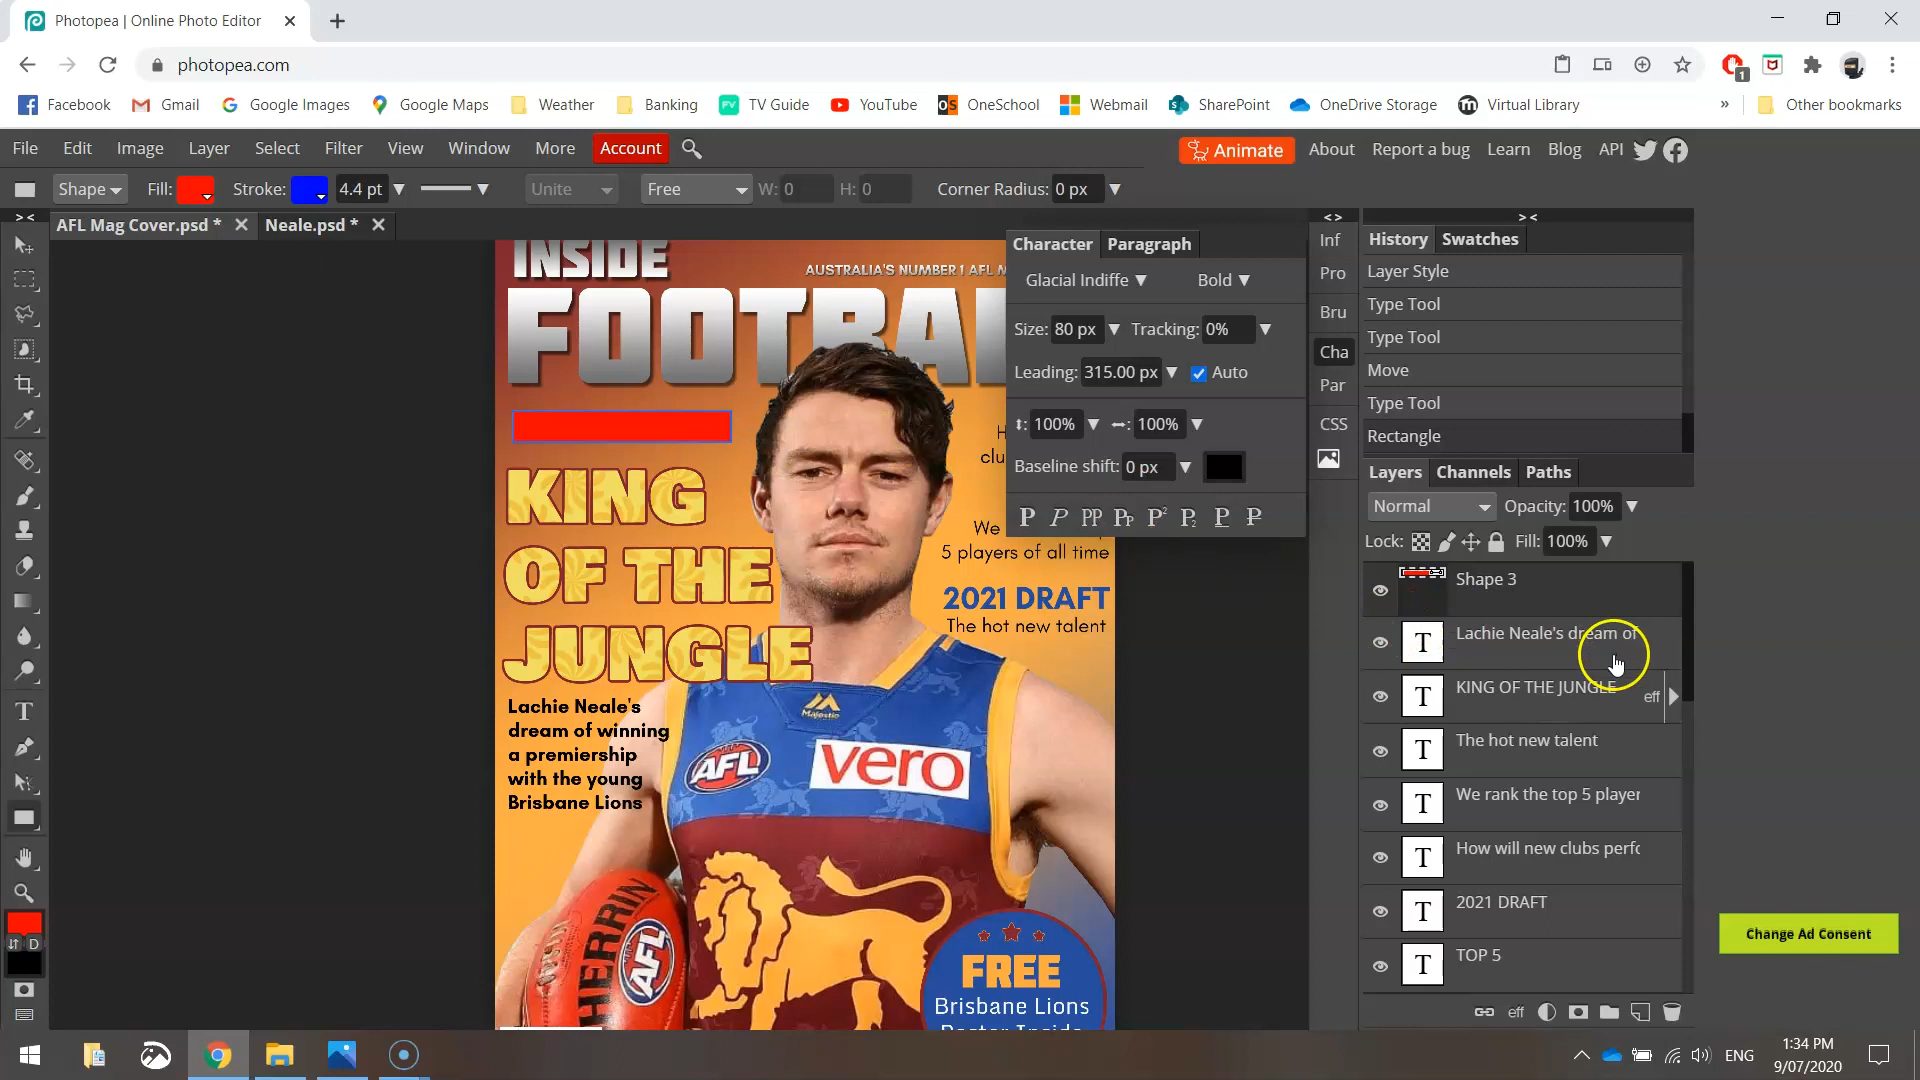 Photopea | Online Photo Editor
photopea.com
1
Facebook
Gmail
Google Images
Google Maps
Weather
Banking
TV Guide
YouTube
OneSchool
Webmail
SharePoint
OneDrive Storage
Virtual Library
»
Other bookmarks
File
Edit
Image
Layer
Select
Filter
View
Window
More
Account
Animate
About
Report a bug
Learn
Blog
API
Shape
Fill:
Stroke:
4.4 pt
Unite
Free
W: 0
H: 0
Corner Radius: 0 px
> <
AFL Mag Cover.psd *
Neale.psd *
INSIDE
AUSTRALIA'S NUMBER 1 AFL M
FOOTBA
KING
OF THE
JUNGLE
Lachie Neale's
dream of winning
a premiership
with the young
Brisbane Lions
H
clu
We
5 players of all time
2021 DRAFT
The hot new talent
Majestic
AFL
vero
HERRIN
AFL
FREE
Brisbane Lions
Poster Inside
Character
Paragraph
Glacial Indiffe
Bold
Size: 80 px
Tracking: 0%
Leading: 315.00 px
Auto
100%
100%
Baseline shift: 0 px
< >
Inf
Pro
Bru
Cha
Par
CSS
> <
History
Swatches
Layer Style
Type Tool
Type Tool
Move
Type Tool
Rectangle
Layers
Channels
Paths
Normal
Opacity: 100%
Lock:
Fill: 100%
Shape 3
Lachie Neale's dream of
KING OF THE JUNGLE
eff
The hot new talent
We rank the top 5 player
How will new clubs perfo
2021 DRAFT
TOP 5
eff
D
Change Ad Consent
ENG
1:34 PM
9/07/2020